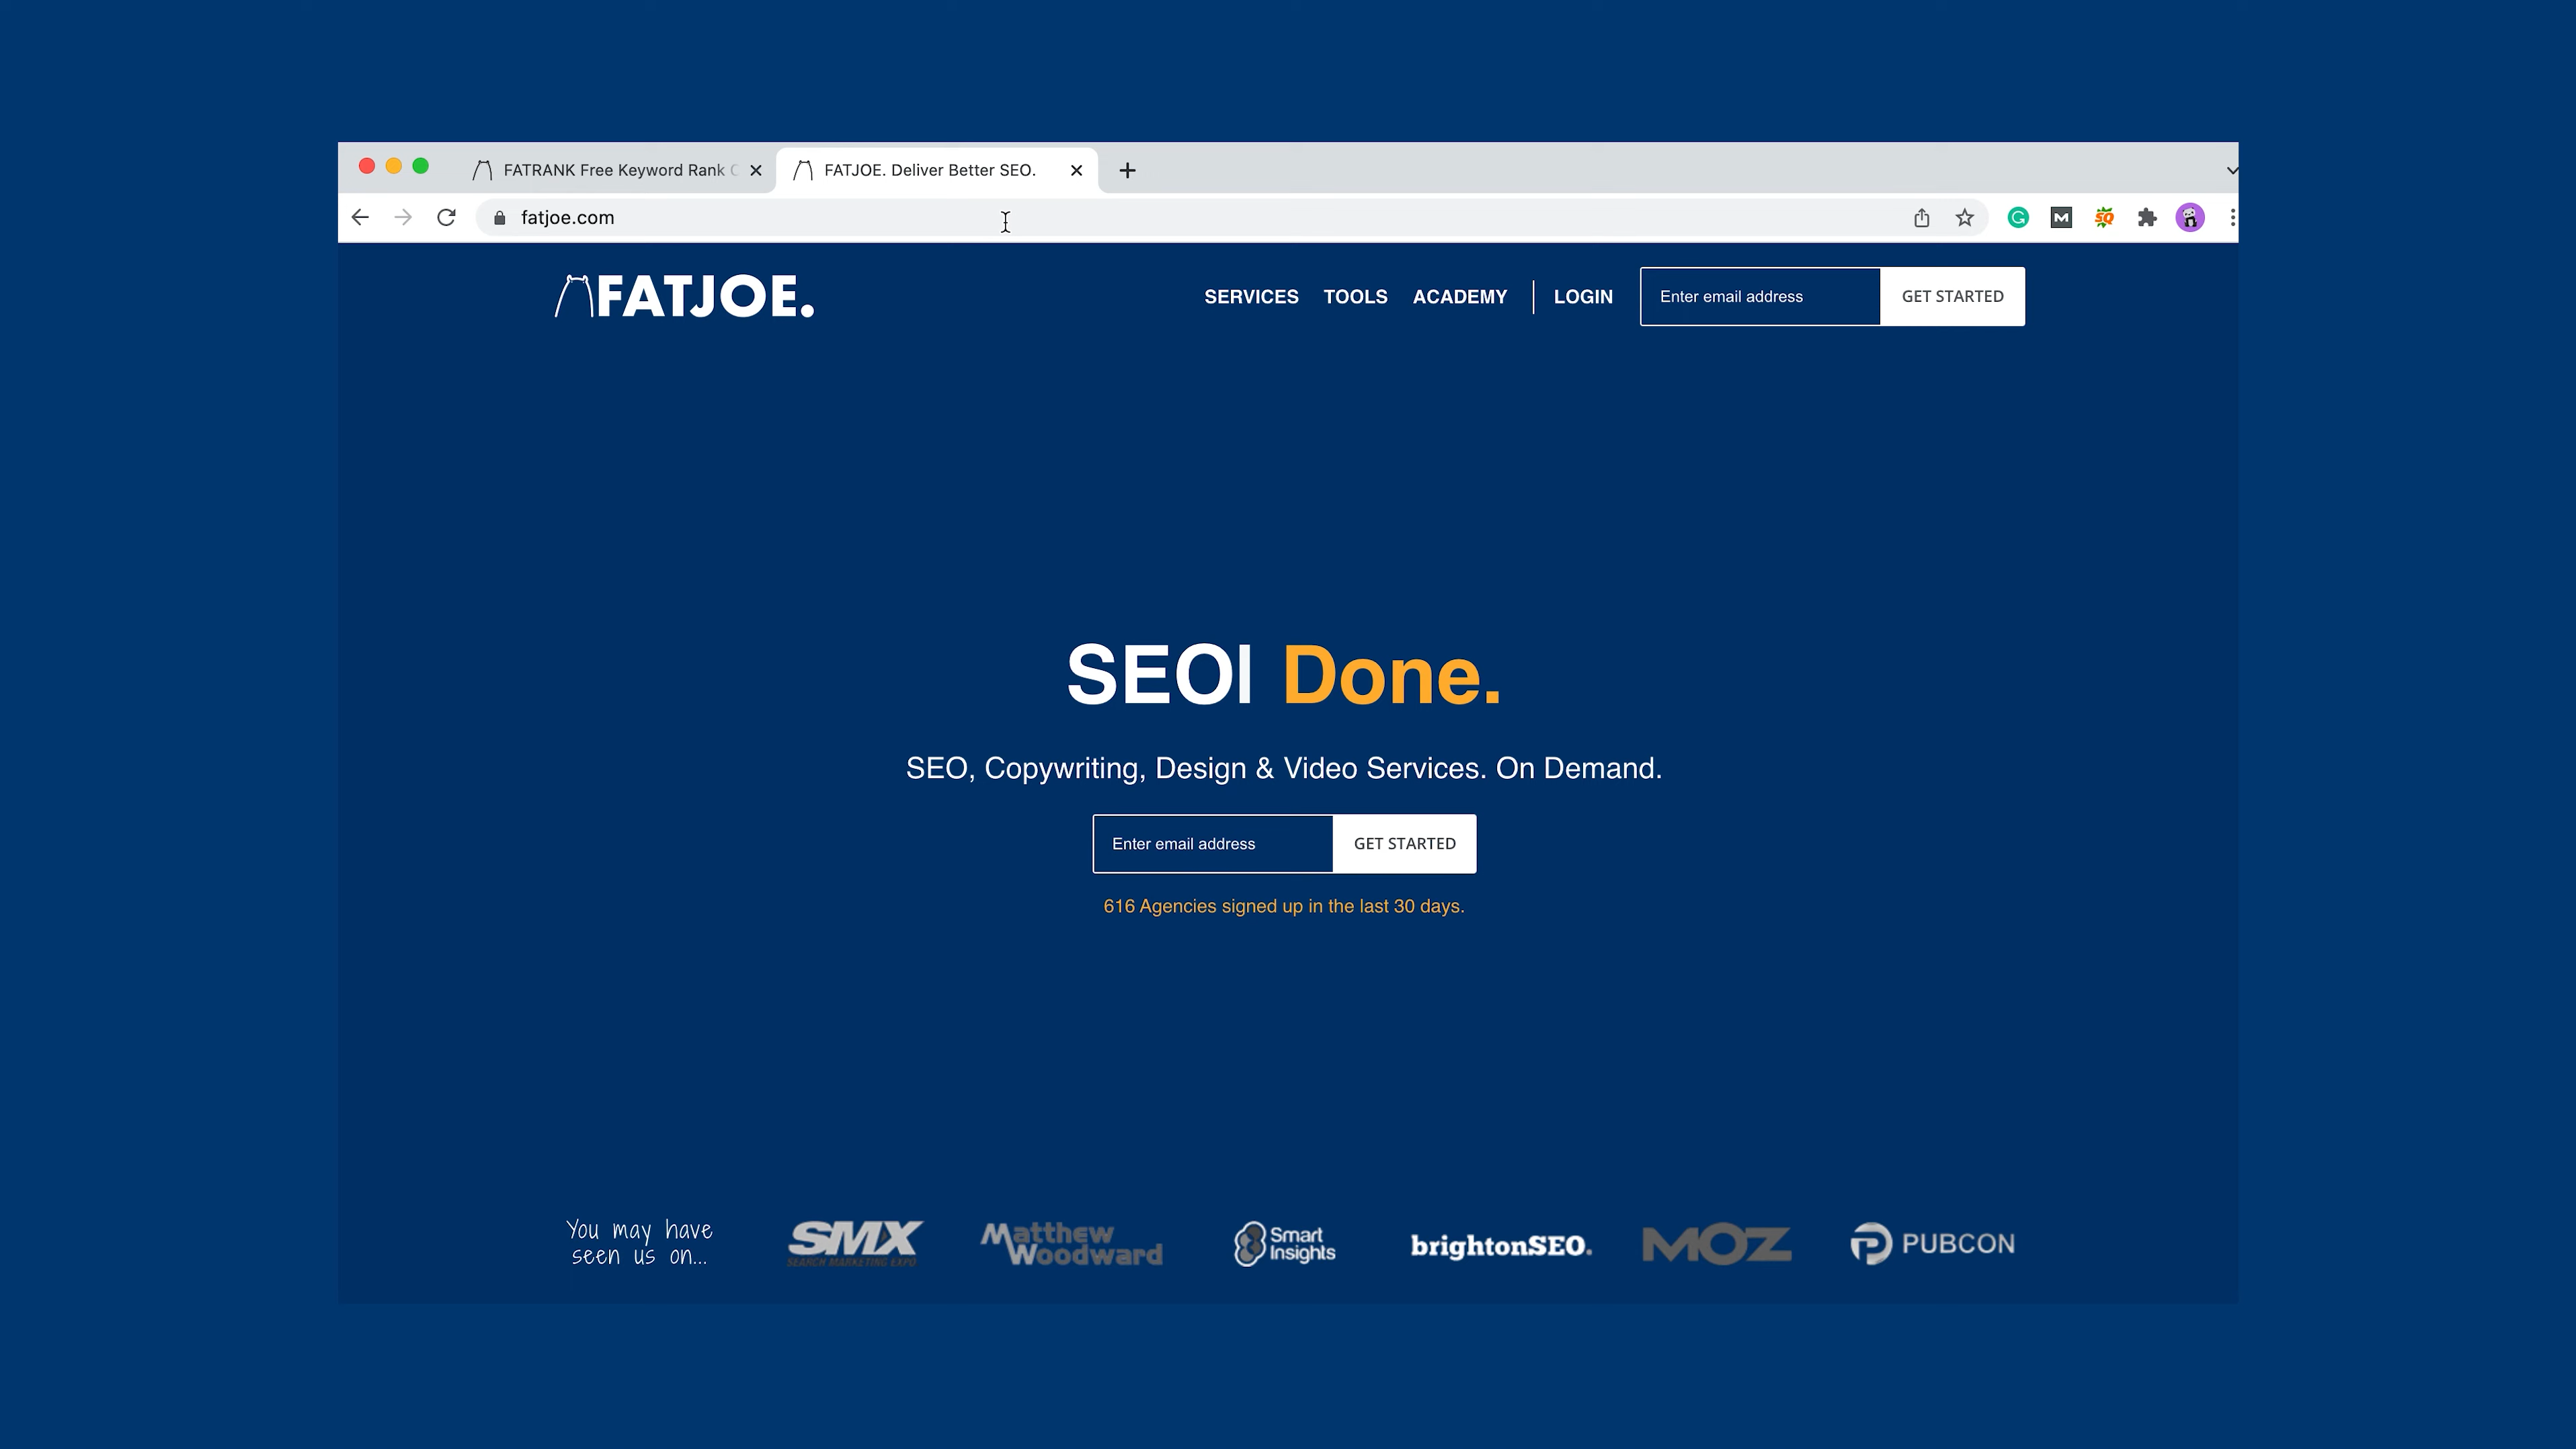 FATRANK Free Keyword Rank
FATJOE. Deliver Better SEO.
fatjoe.com
FATJOE.
SERVICES TOOLS ACADEMY LOGIN
Enter email address
GET STARTED
SEO| Done.
SEO, Copywriting, Design & Video Services. On Demand.
Enter email address
GET STARTED
616 Agencies signed up in the last 30 days.
You may have
seen us on...
SMX
SEARCH MARKETING EXPO
Matthew
Woodward
Smart
Insights
brightonSEO.
MOZ
PUBCON